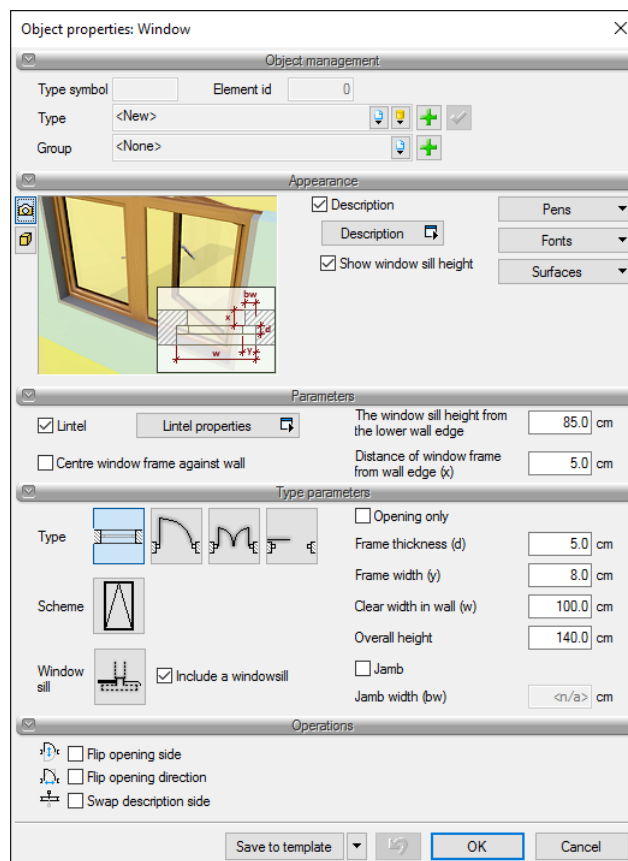 Object properties: Window
Object management
Type symbol Element id 0
Type <New>
Group <None>
Appearance
Description Pens
Description Fonts
Show window sill height Surfaces
bw
x
d
w y
Parameters
Lintel Lintel properties The window sill height from the lower wall edge 85.0 cm
Centre window frame against wall Distance of window frame from wall edge (x) 5.0 cm
Type parameters
Type Opening only
Frame thickness (d) 5.0 cm
Frame width (y) 8.0 cm
Scheme Clear width in wall (w) 100.0 cm
Overall height 140.0 cm
Window sill Include a windowsill Jamb
Jamb width (bw) <n/a> cm
Operations
Flip opening side
Flip opening direction
Swap description side
Save to template OK Cancel